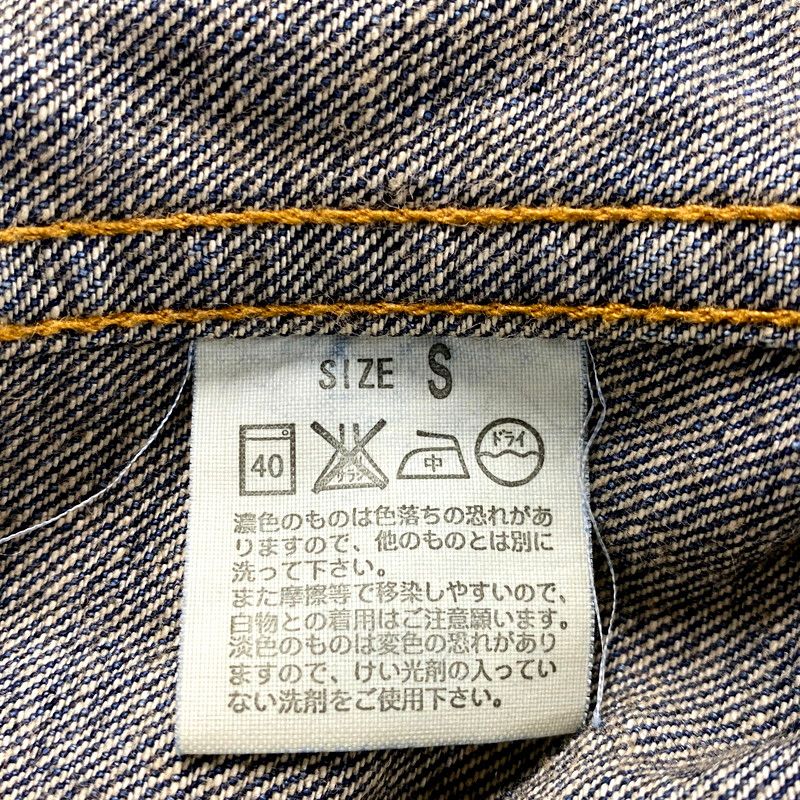 SIZE S
40 中 ドライ
濃色のものは色落ちの恐れがあ
りますので、他のものとは別に
洗って下さい。
また摩擦等で移染しやすいので、
白物との着用はご注意願います。
淡色のものは変色の恐れがあり
ますので、けい光剤の入ってい
ない洗剤をご使用下さい。